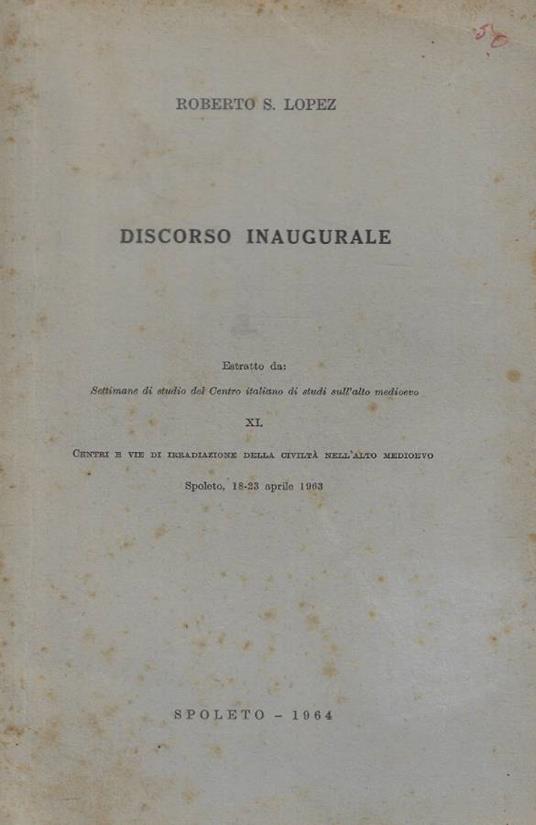 50
ROBERTO S. LOPEZ
DISCORSO INAUGURALE
Estratto da:
Settimane di studio del Centro italiano di studi sull'alto medioevo
XI.
CENTRI E VIE DI IRRADIAZIONE DELLA CIVILTÀ NELL'ALTO MEDIOEVO
Spoleto, 18-23 aprile 1963
SPOLETO - 1964